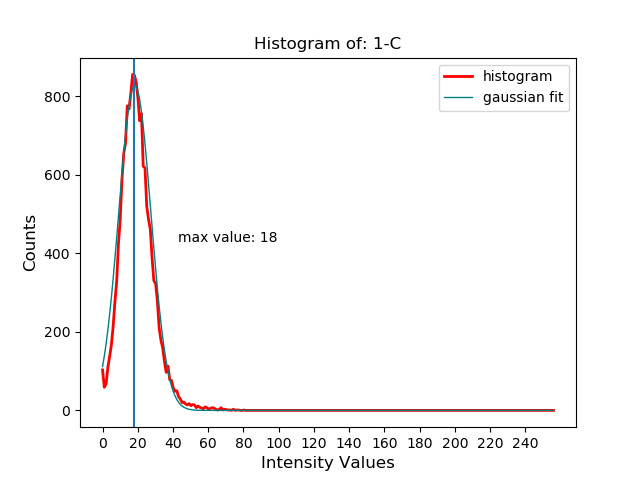 Histogram of: 1-C
histogram
gaussian fit
max value: 18
Counts
800
600
400
200
0
0 20 40 60 80 100 120 140 160 180 200 220 240
Intensity Values